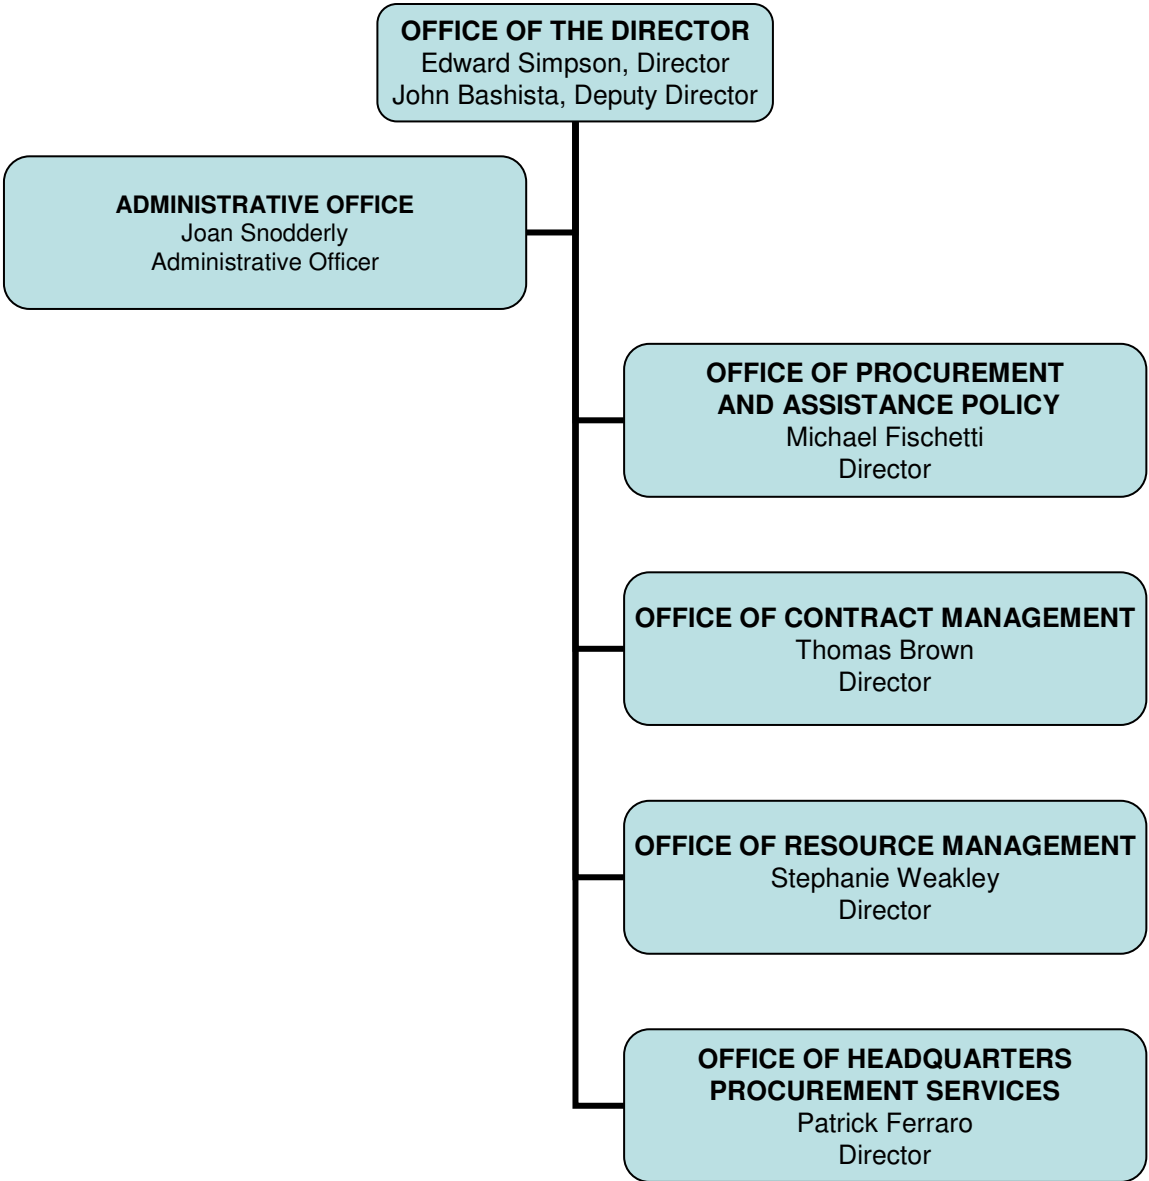 OFFICE OF THE DIRECTOR
Edward Simpson, Director
John Bashista, Deputy Director
ADMINISTRATIVE OFFICE
Joan Snodderly
Administrative Officer
OFFICE OF PROCUREMENT
AND ASSISTANCE POLICY
Michael Fischetti
Director
OFFICE OF CONTRACT MANAGEMENT
Thomas Brown
Director
OFFICE OF RESOURCE MANAGEMENT
Stephanie Weakley
Director
OFFICE OF HEADQUARTERS
PROCUREMENT SERVICES
Patrick Ferraro
Director